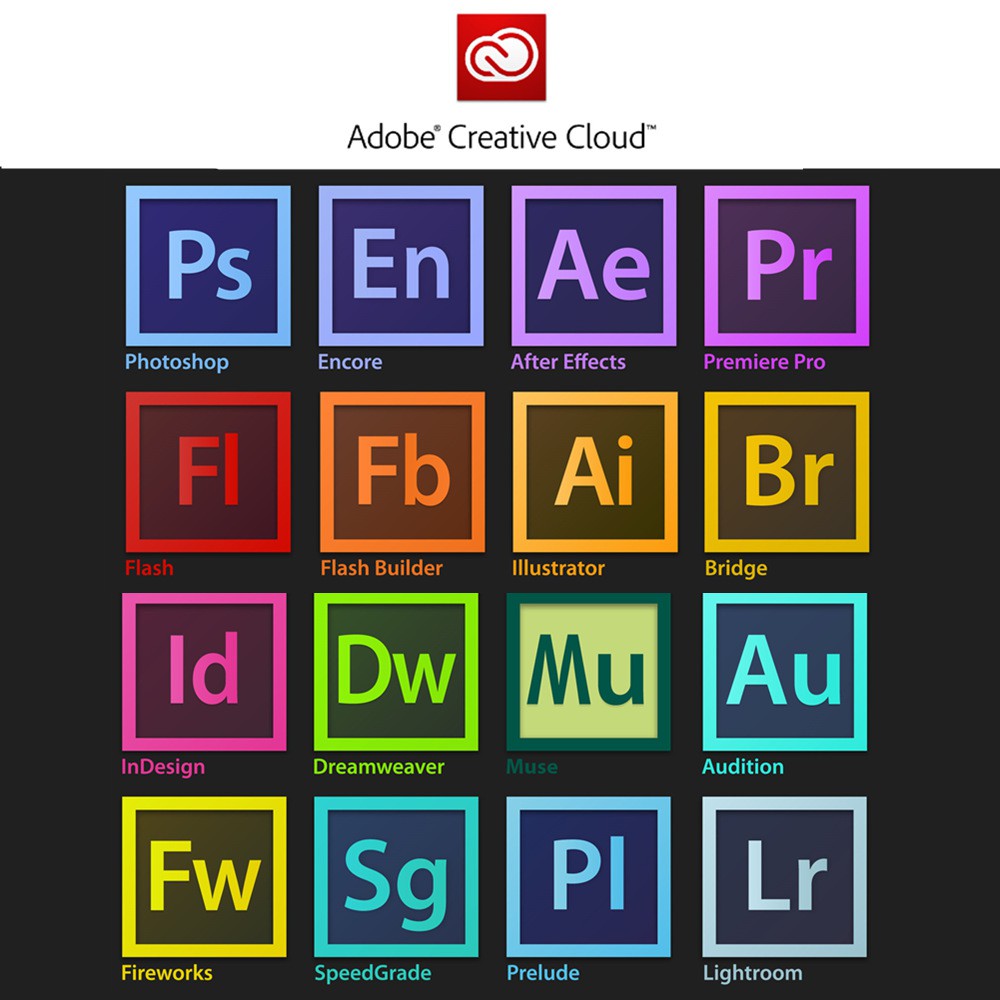 Adobe® Creative Cloud™
Ps En Ae Pr
Photoshop Encore After Effects Premiere Pro
Fl Fb Ai Br
Flash Flash Builder Illustrator Bridge
Id Dw Mu Au
InDesign Dreamweaver Muse Audition
Fw Sg Pl Lr
Fireworks SpeedGrade Prelude Lightroom